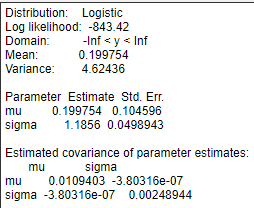 Distribution: Logistic
Log likelihood: -843.42
Domain: -Inf < y < Inf
Mean: 0.199754
Variance: 4.62436
Parameter Estimate Std. Err.
mu 0.199754 0.104596
sigma 1.1856 0.0498943
Estimated covariance of parameter estimates:
mu sigma
mu 0.0109403 -3.80316e-07
sigma -3.80316e-07 0.00248944